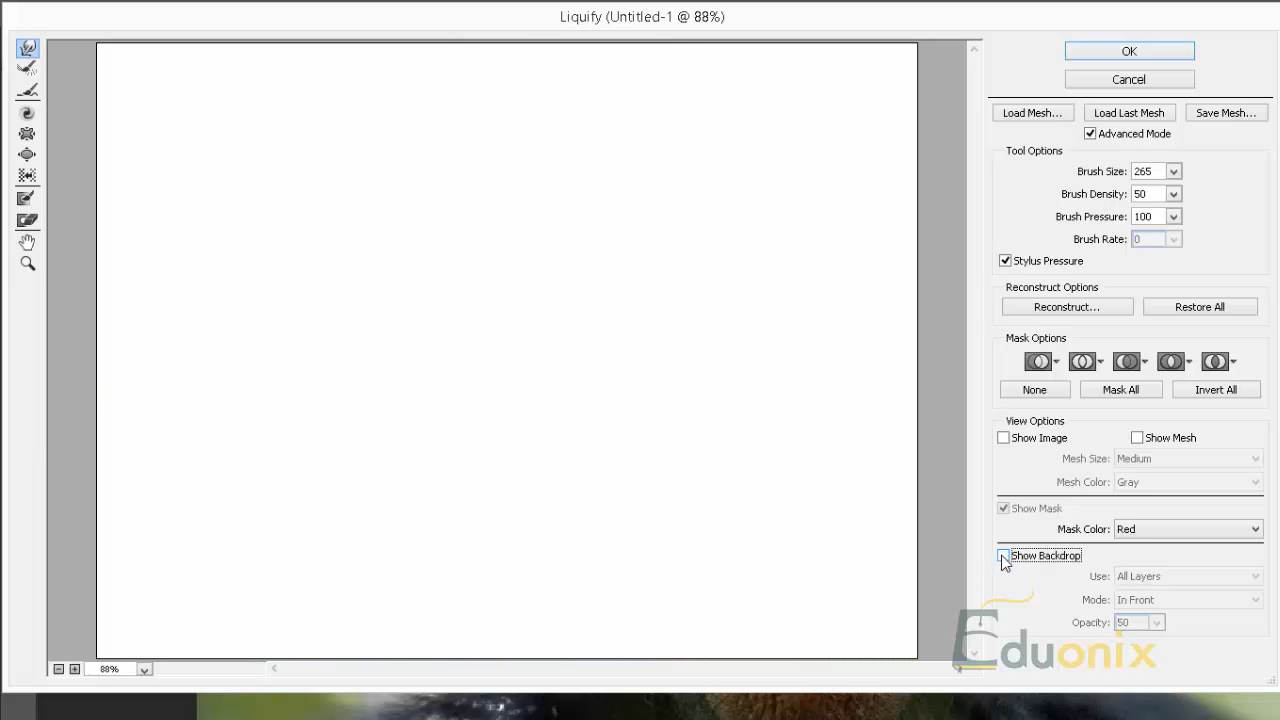 Liquify (Untitled-1 @ 88%)
OK
Cancel
Load Mesh... Load Last Mesh Save Mesh...
Advanced Mode
Tool Options
Brush Size: 265
Brush Density: 50
Brush Pressure: 100
Brush Rate: 0
Stylus Pressure
Reconstruct Options
Reconstruct... Restore All
Mask Options
None Mask All Invert All
View Options
Show Image Show Mesh
Mesh Size: Medium
Mesh Color: Gray
Show Mask
Mask Color: Red
Show Backdrop
Use: All Layers
Mode: In Front
Opacity: 50
Eduonix
88%